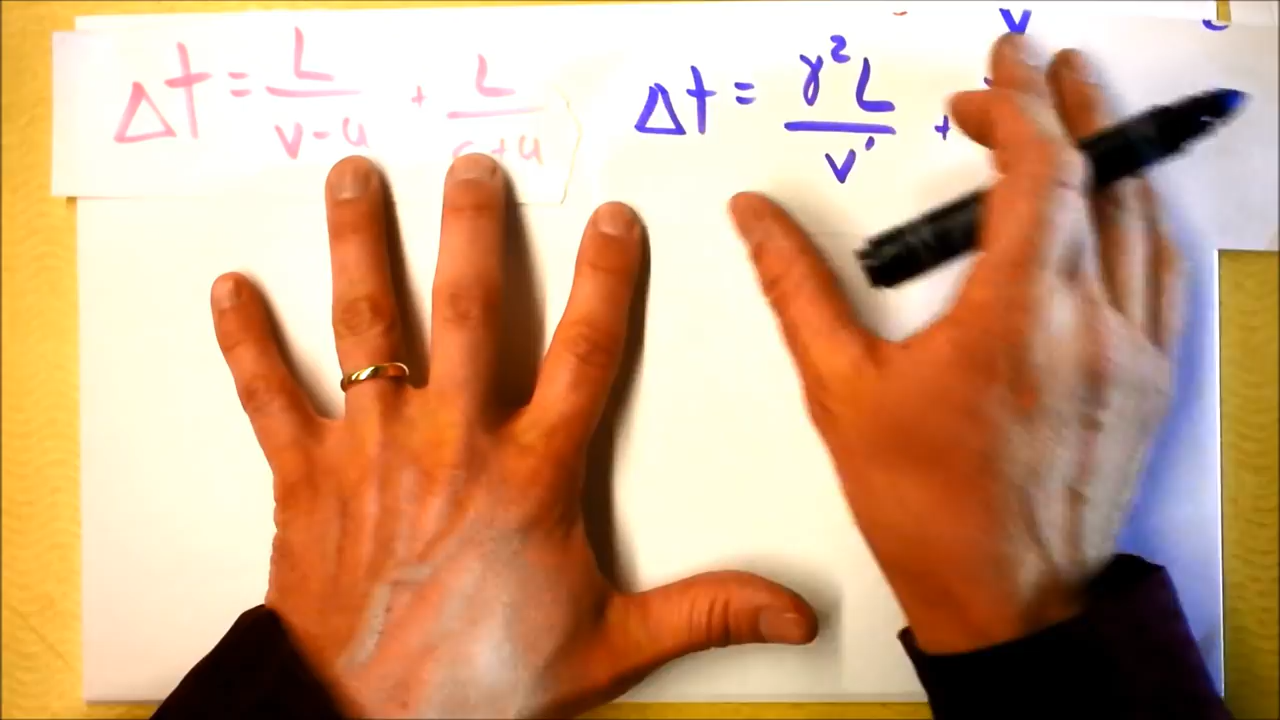 Δt = L/(v-u) + L/(v+u)
Δt = γ²L/v' +
v